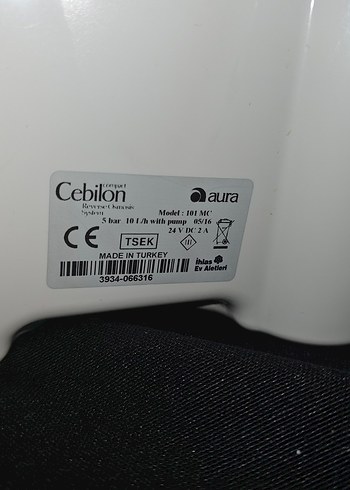 Cebilon compact
aura
Reverse Osmosis
System
Model : 101 MC
5 bar 10 L/h with pump 05/16
24 V DC 2 A
CE
TSEK
III
MADE IN TURKEY
İhlas
Ev Aletleri
3934-066316